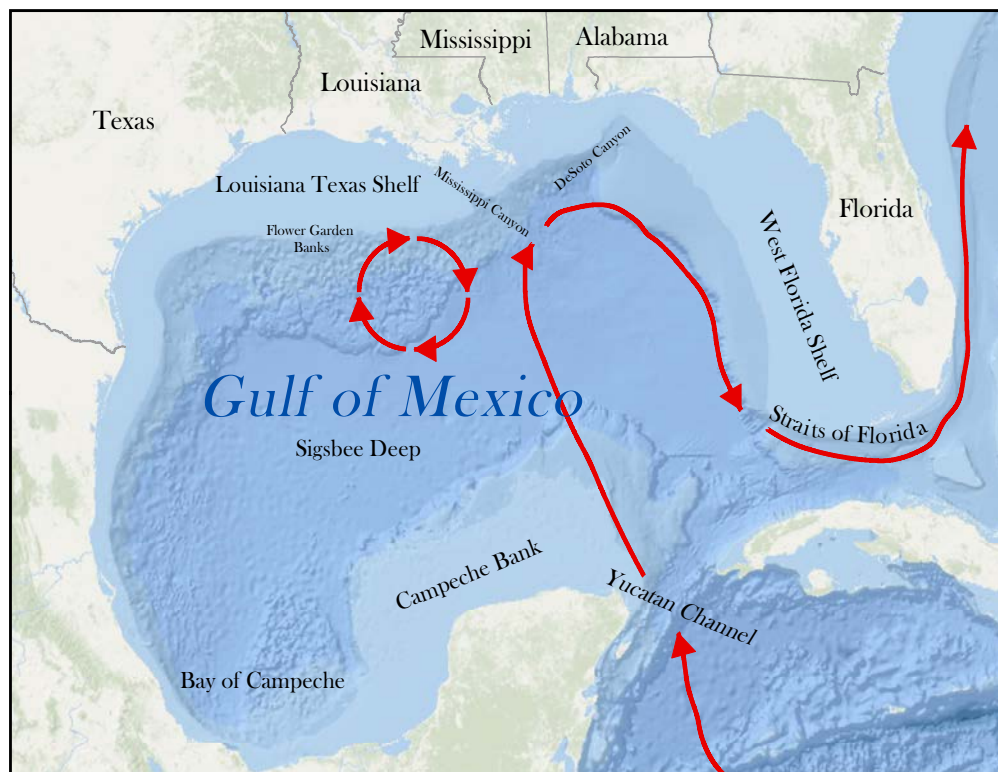 Mississippi
Alabama
Louisiana
Texas
DeSoto Canyon
Mississippi Canyon
Louisiana Texas Shelf
Florida
Flower Garden
Banks
West Florida Shelf
Gulf of Mexico
Straits of Florida
Sigsbee Deep
Campeche Bank
Yucatan Channel
Bay of Campeche